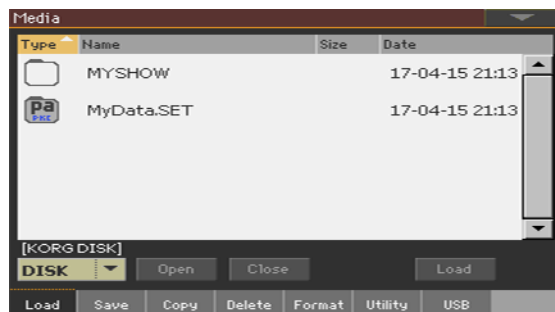 Media
Type Name Size Date
MYSHOW 17-04-15 21:13
Pa PKG MyData.SET 17-04-15 21:13
[KORG DISK]
DISK Open Close Load
Load Save Copy Delete Format Utility USB